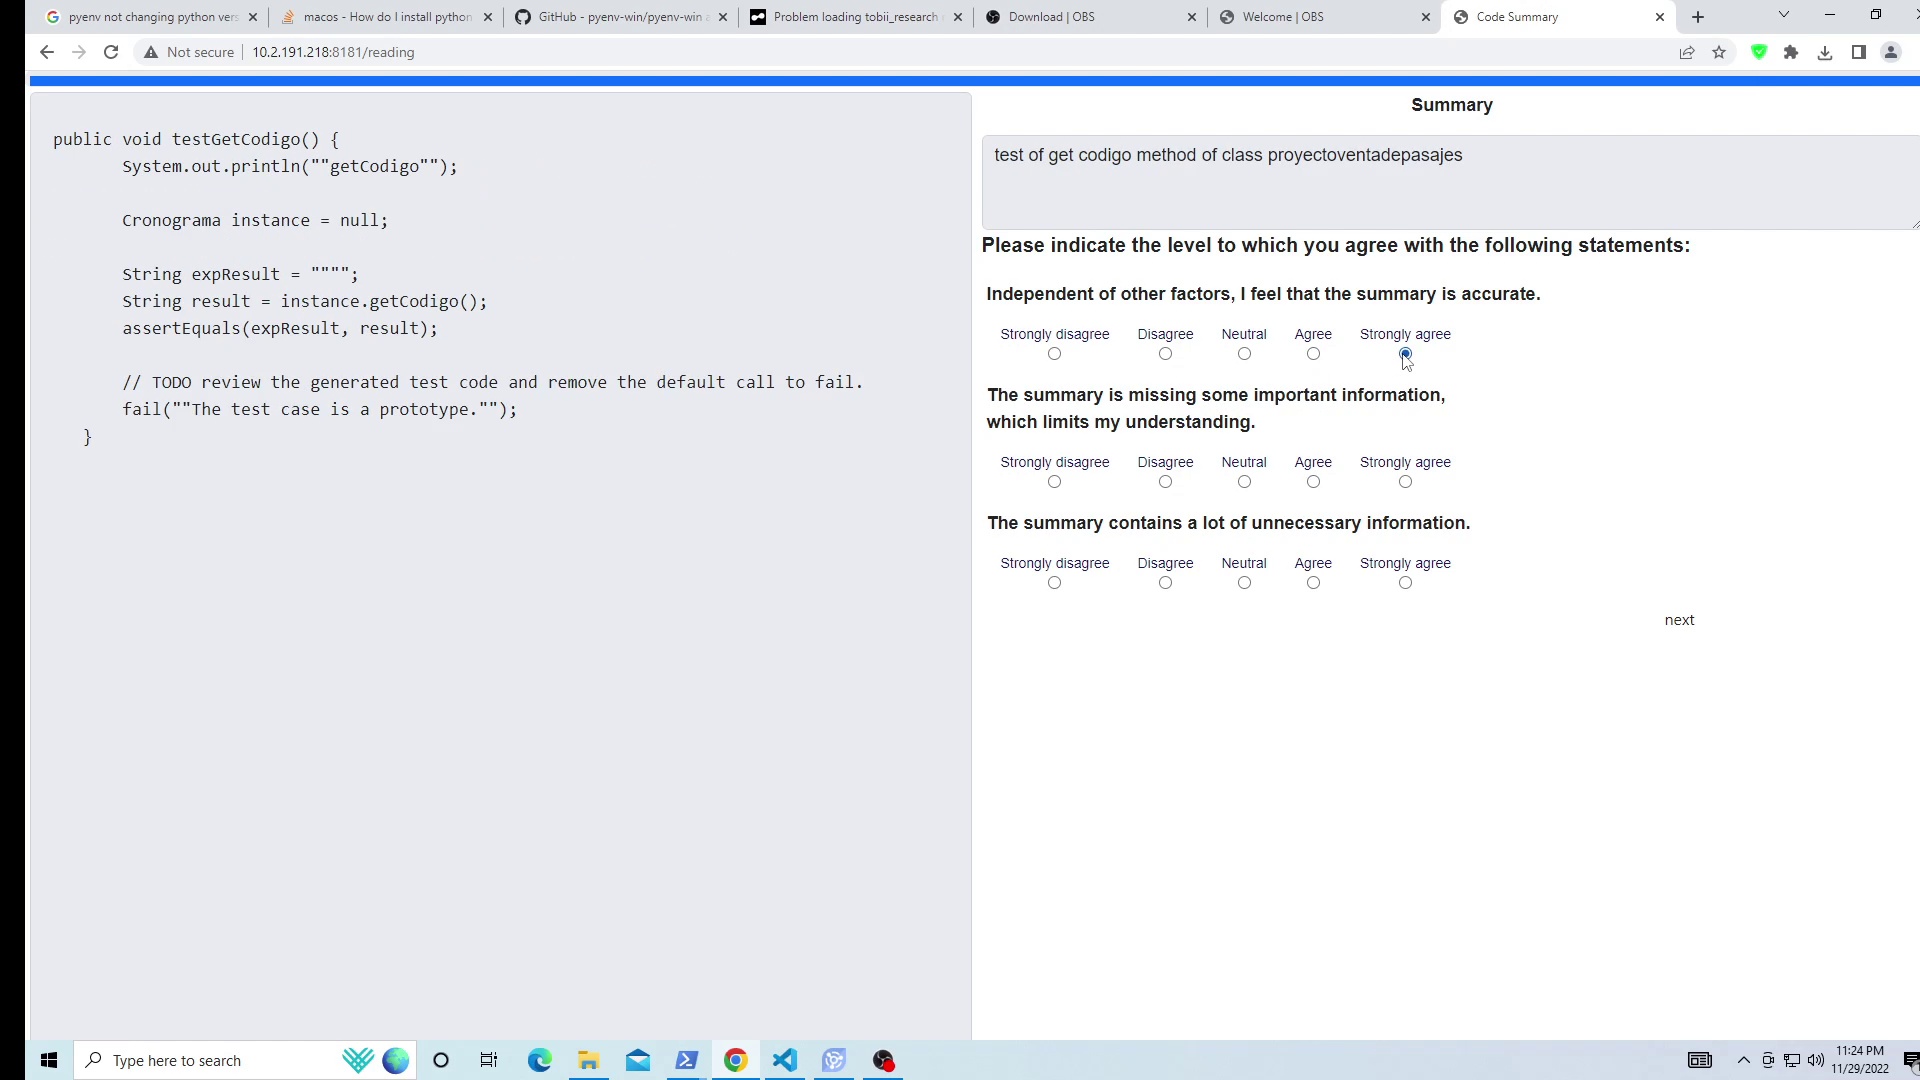 pyenv not changing python vers
macos - How do I install python
GitHub - pyenv-win/pyenv-win
Problem loading tobii_research
Download | OBS
Welcome | OBS
Code Summary
Not secure
10.2.191.218:8181/reading
public void testGetCodigo() {
System.out.println(""getCodigo"");
Cronograma instance = null;
String expResult = """";
String result = instance.getCodigo();
assertEquals(expResult, result);
// TODO review the generated test code and remove the default call to fail.
fail(""The test case is a prototype."");
}
Summary
test of get codigo method of class proyectoventadepasajes
Please indicate the level to which you agree with the following statements:
Independent of other factors, I feel that the summary is accurate.
Strongly disagree Disagree Neutral Agree Strongly agree
The summary is missing some important information,
which limits my understanding.
Strongly disagree Disagree Neutral Agree Strongly agree
The summary contains a lot of unnecessary information.
Strongly disagree Disagree Neutral Agree Strongly agree
next
Type here to search
11:24 PM
11/29/2022